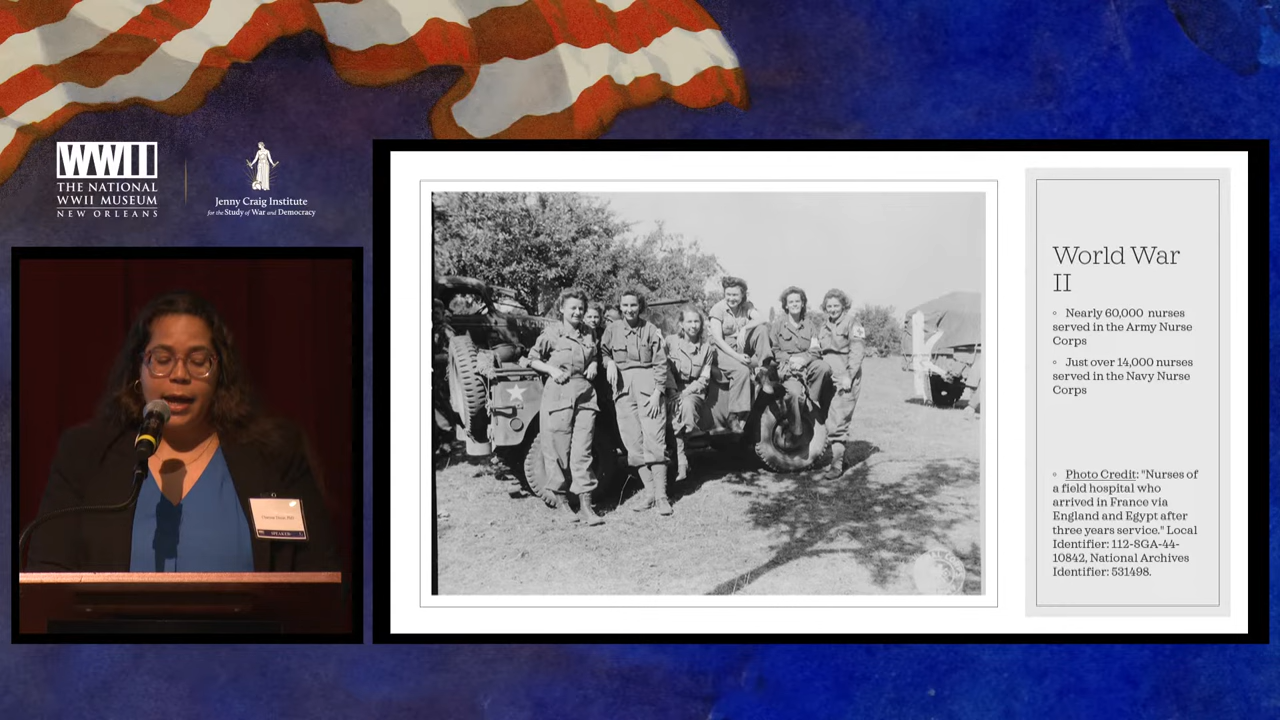 WWII
THE NATIONAL
WWII MUSEUM
NEW ORLEANS
Jenny Craig Institute
for the Study of War and Democracy
SPEAKER
k
World War
II
◦ Nearly 60,000 nurses
served in the Army Nurse
Corps
◦ Just over 14,000 nurses
served in the Navy Nurse
Corps
◦ Photo Credit: "Nurses of
a field hospital who
arrived in France via
England and Egypt after
three years service." Local
Identifier: 112-SGA-44-
10842, National Archives
Identifier: 531498.